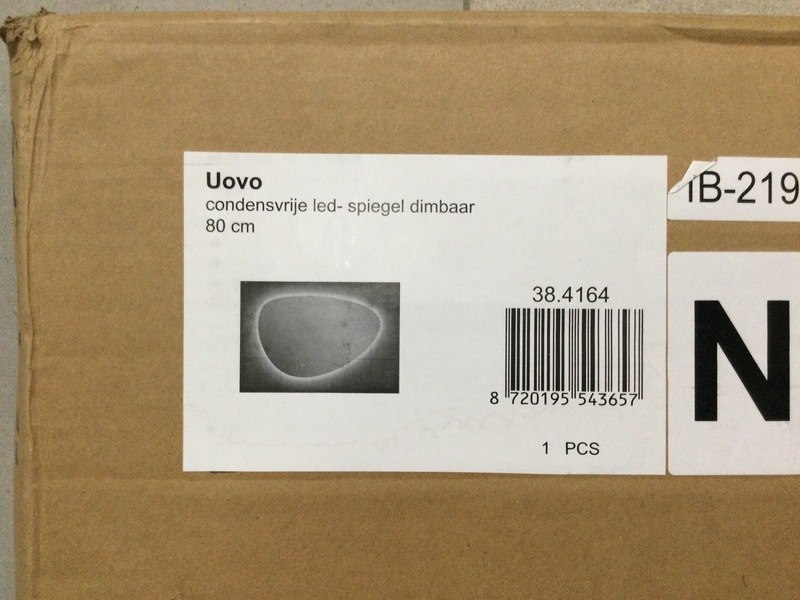 Uovo
condensvrije led- spiegel dimbaar
80 cm
38.4164
8 720195 543657
1 PCS
IB-219
N